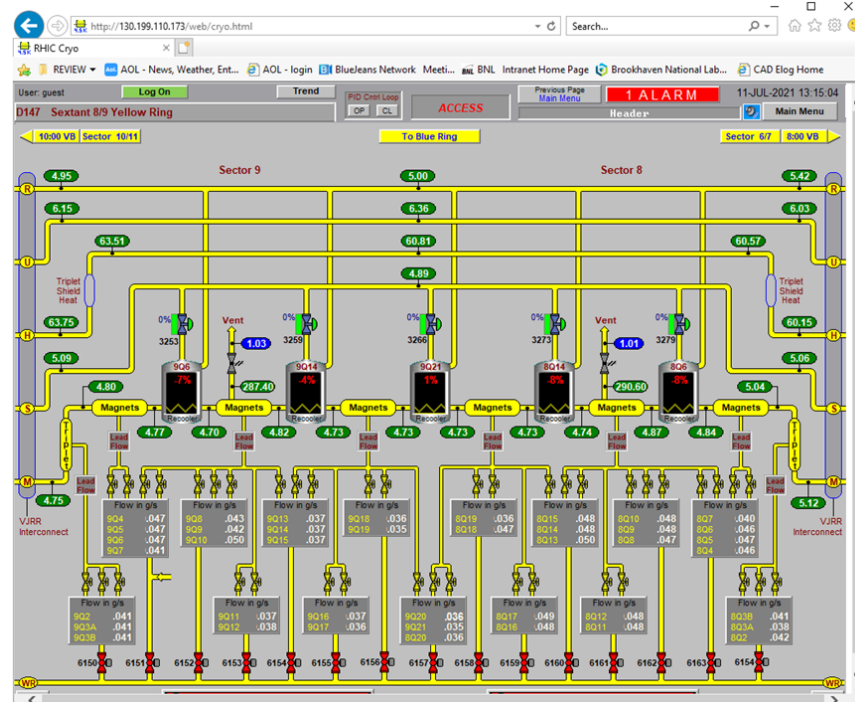 http://130.199.110.173/web/cryo.html
Search...
RHIC Cryo
REVIEW
AOL - News, Weather, Ent...
AOL - login
BlueJeans Network Meeti...
BNL Intranet Home Page
Brookhaven National Lab...
CAD Elog Home
User: guest
Log On
Trend
PID Cntrl Loop
OP CL
ACCESS
Previous Page
Main Menu
1 ALARM
Header
11-JUL-2021 13:15:04
Main Menu
D147 Sextant 8/9 Yellow Ring
10:00 VB Sector 10/11
To Blue Ring
Sector 6/7 8:00 VB
Sector 9
Sector 8
4.95 5.00 5.42
R R
6.15 6.36 6.03
63.51 60.81 60.57
U U
4.89
Triplet
Shield
Heat
Triplet
Shield
Heat
63.75 60.15
0% 3253
Vent
0% 3259
0% 3266
0% 3273
Vent
0% 3279
H H
1.03 1.01
5.09 5.06
9Q6 -7%
9Q14 -4%
9Q21 1%
8Q14 -8%
8Q6 -8%
4.80 287.40 290.60 5.04
S S
Magnets Magnets Magnets Magnets Magnets Magnets
Recooler Recooler Recooler Recooler Recooler
TriPlet
TriPlet
4.77 4.70 4.82 4.73 4.73 4.73 4.73 4.74 4.87 4.84
Lead Flow
Lead Flow
Lead Flow
Lead Flow
Lead Flow
Lead Flow
Lead Flow
Lead Flow
M M
4.75 5.12
VJRR
Interconnect
VJRR
Interconnect
Flow in g/s
9Q4 .047
9Q5 .047
9Q6 .047
9Q7 .041
Flow in g/s
9Q8 .043
9Q9 .042
9Q10 .050
Flow in g/s
9Q13 .037
9Q14 .037
9Q15 .037
Flow in g/s
9Q18 .036
9Q19 .035
Flow in g/s
8Q19 .036
8Q18 .047
Flow in g/s
8Q15 .048
8Q14 .048
8Q13 .050
Flow in g/s
8Q10 .048
8Q9 .048
8Q8 .047
Flow in g/s
8Q7 .040
8Q6 .046
8Q5 .047
8Q4 .046
Flow in g/s
9Q2 .041
9Q3A .041
9Q3B .041
Flow in g/s
9Q11 .037
9Q12 .038
Flow in g/s
9Q16 .037
9Q17 .036
Flow in g/s
9Q20 .036
9Q21 .035
8Q20 .036
Flow in g/s
8Q17 .049
8Q16 .048
Flow in g/s
8Q12 .048
8Q11 .048
Flow in g/s
8Q3B .041
8Q3A .038
8Q2 .042
6150 6151 6152 6153 6154 6155 6156 6157 6158 6159 6160 6161 6162 6163 6154
WR WR